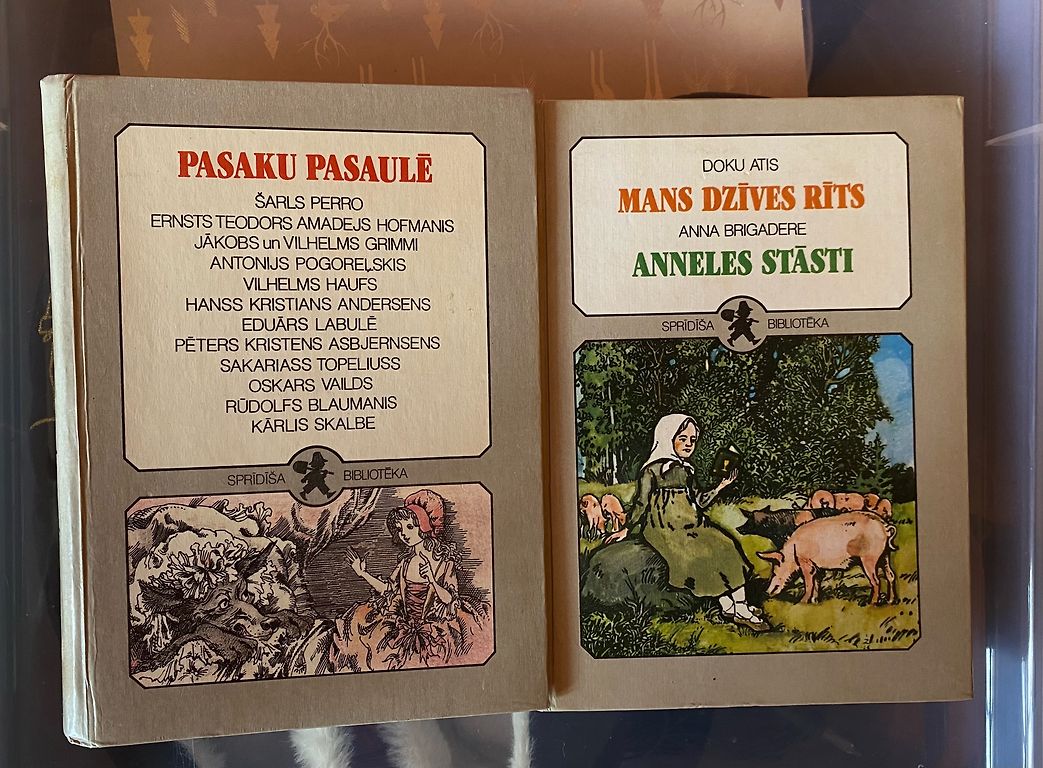 PASAKU PASAULĒ
ŠARLS PERRO
ERNSTS TEODORS AMADEJS HOFMANIS
JĀKOBS un VILHELMS GRIMMI
ANTONIJS POGOREĻSKIS
VILHELMS HAUFS
HANSS KRISTIANS ANDERSENS
EDUĀRS LABULĒ
PĒTERS KRISTENS ASBJERNSENS
SAKARIASS TOPELIUSS
OSKARS VAILDS
RŪDOLFS BLAUMANIS
KĀRLIS SKALBE
SPRĪDĪŠA BIBLIOTĒKA
DOKU ATIS
MANS DZĪVES RĪTS
ANNA BRIGADERE
ANNELES STĀSTI
SPRĪDĪŠA BIBLIOTĒKA